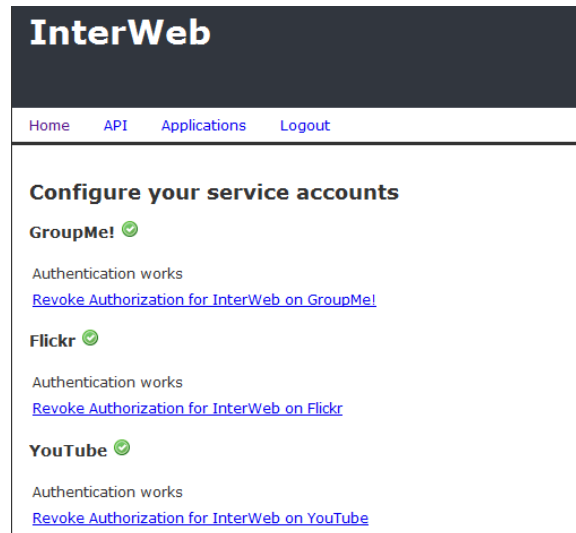 InterWeb
Home API Applications Logout
Configure your service accounts
GroupMe!
Authentication works
Revoke Authorization for InterWeb on GroupMe!
Flickr
Authentication works
Revoke Authorization for InterWeb on Flickr
YouTube
Authentication works
Revoke Authorization for InterWeb on YouTube